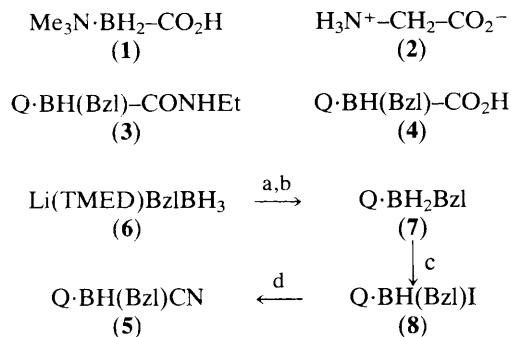 Me₃N·BH₂–CO₂H H₃N⁺–CH₂–CO₂⁻
(1) (2)
Q·BH(Bzl)–CONHEt Q·BH(Bzl)–CO₂H
(3) (4)
Li(TMED)BzlBH₃ a,b Q·BH₂Bzl
(6) (7)
c
Q·BH(Bzl)CN d Q·BH(Bzl)I
(5) (8)